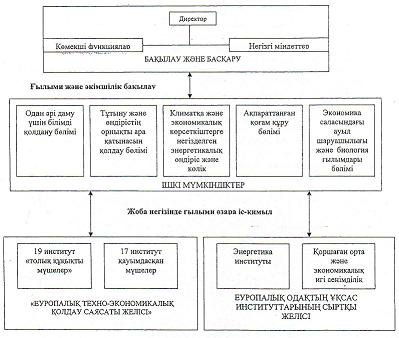 Директор
Көмекші функциялар
Негізгі міндеттер
БАҚЫЛАУ ЖӘНЕ БАСҚАРУ
Ғылыми және әкімшілік бақылау
Одан әрі даму
үшін білімді
қолдану бөлімі
Тұтыну және
өндірістің
орнықты ара
қатынасын
қолдау бөлімі
Климатқа және
экономикалық
көрсеткіштерге
негізделген
энергетикалық
өндіріс және
көлік
Ақпараттанған
қоғам құру
бөлімі
Экономика
саласындағы
ауыл
шаруашылығы
және биология
ғылымдары
бөлімі
ІШКІ МҮМКІНДІКТЕР
Жоба негізінде ғылыми өзара іс-қимыл
19 институт
«толық құқықты
мүшелер»
17 институт
қауымдасқан
мүшелер
«ЕУРОПАЛЫҚ ТЕХНО-ЭКОНОМИКАЛЫҚ
ҚОЛДАУ САЯСАТЫ ЖЕЛІСІ»
Энергетика
институты
Қоршаған орта
және
экономикалық
игі сенімділік
ЕУРОПАЛЫҚ ОДАҚТЫҢ ҰҚСАС
ИНСТИТУТТАРЫНЫҢ СЫРТҚЫ
ЖЕЛІСІ